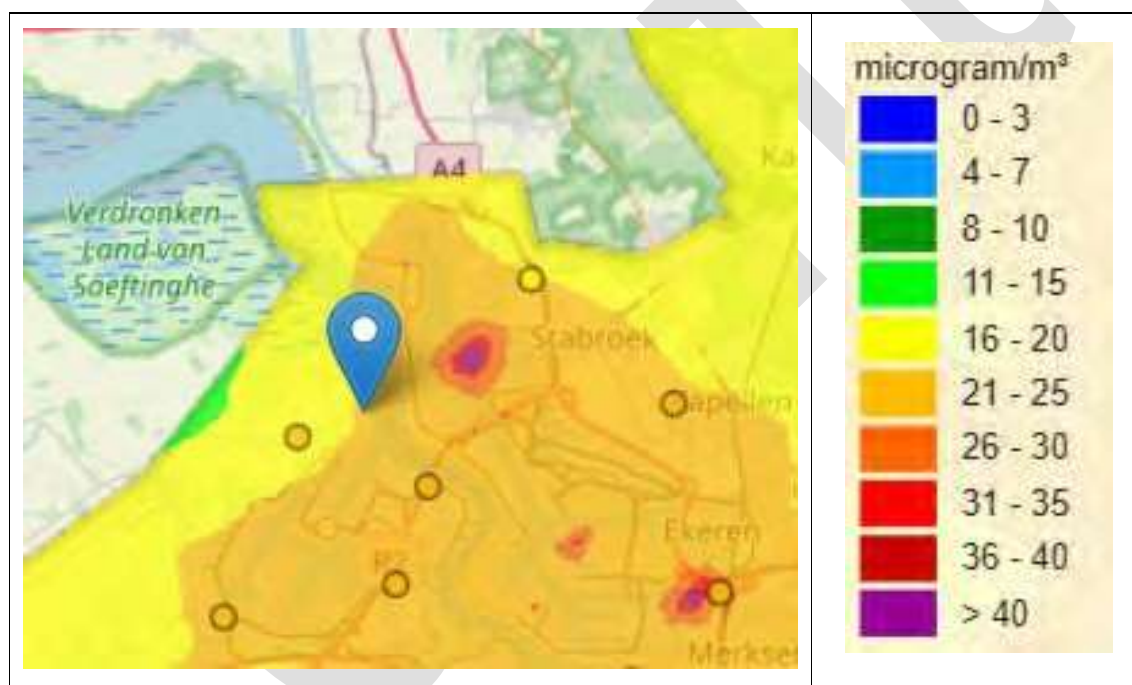 A4
Verdronken
Land van
Saeftinghe
Stabroek
Ekeren
microgram/m³
0 - 3
4 - 7
8 - 10
11 - 15
16 - 20
21 - 25
26 - 30
31 - 35
36 - 40
> 40